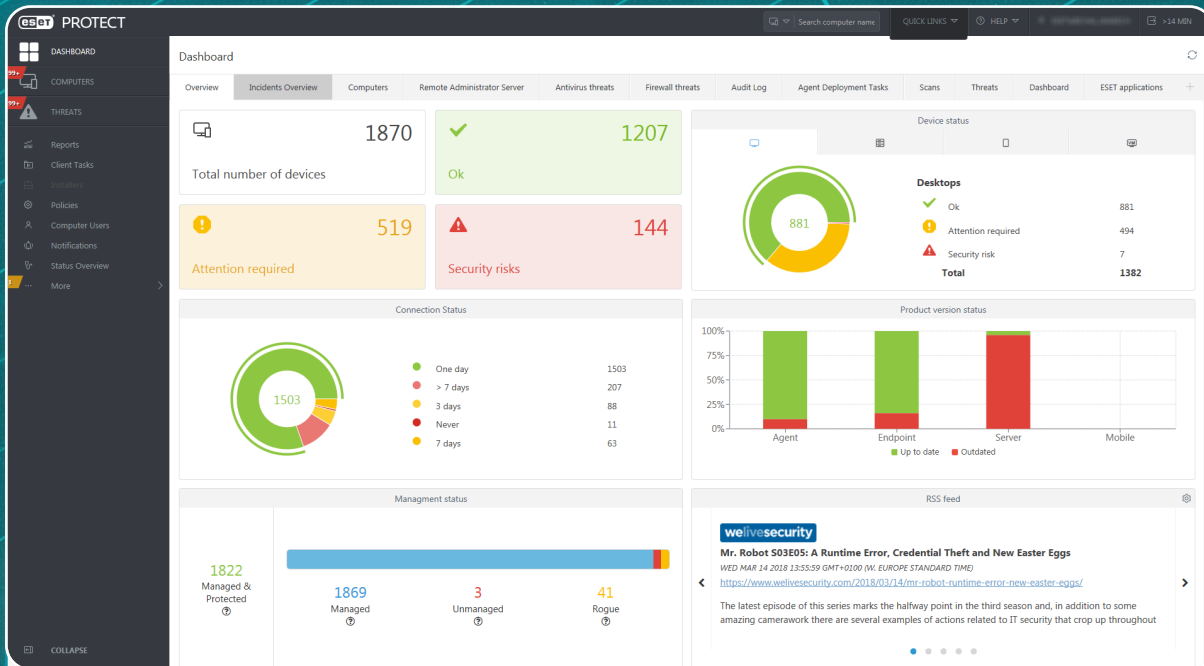 eset PROTECT
Search computer name
QUICK LINKS
HELP
>14 MIN
DASHBOARD
99+
COMPUTERS
99+
THREATS
Reports
Client Tasks
Installers
Policies
Computer Users
Notifications
Status Overview
More
COLLAPSE
Dashboard
Overview Incidents Overview Computers Remote Administrator Server Antivirus threats Firewall threats Audit Log Agent Deployment Tasks Scans Threats Dashboard ESET applications
1870
Total number of devices
1207
Ok
519
Attention required
144
Security risks
Device status
881
Desktops
Ok 881
Attention required 494
Security risk 7
Total 1382
Connection Status
1503
One day 1503
> 7 days 207
3 days 88
Never 11
7 days 63
Product version status
100%
75%
50%
25%
0%
Agent Endpoint Server Mobile
Up to date Outdated
Managment status
1822
Managed &
Protected
1869 3 41
Managed Unmanaged Rogue
RSS feed
welivesecurity
Mr. Robot S03E05: A Runtime Error, Credential Theft and New Easter Eggs
WED MAR 14 2018 13:55:59 GMT+0100 (W. EUROPE STANDARD TIME)
https://www.welivesecurity.com/2018/03/14/mr-robot-runtime-error-new-easter-eggs/
The latest episode of this series marks the halfway point in the third season and, in addition to some
amazing camerawork there are several examples of actions related to IT security that crop up throughout